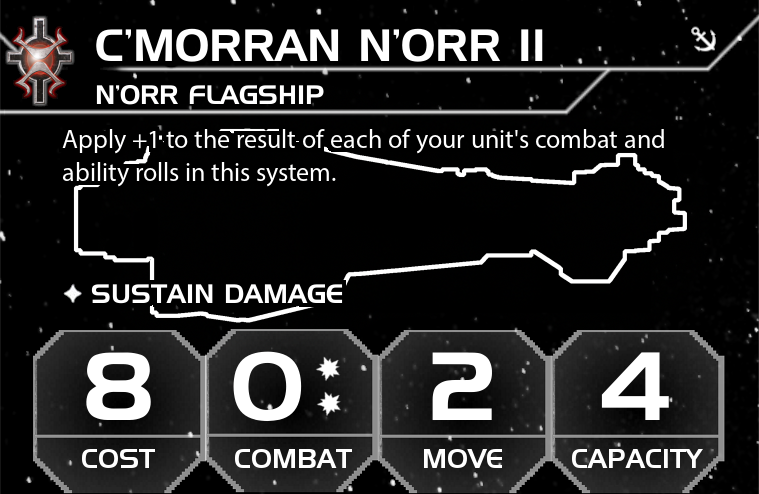 C'MORRAN N'ORR II
N'ORR FLAGSHIP
Apply +1 to the result of each of your unit's combat and
ability rolls in this system.
SUSTAIN DAMAGE
8 0 2 4
COST COMBAT MOVE CAPACITY